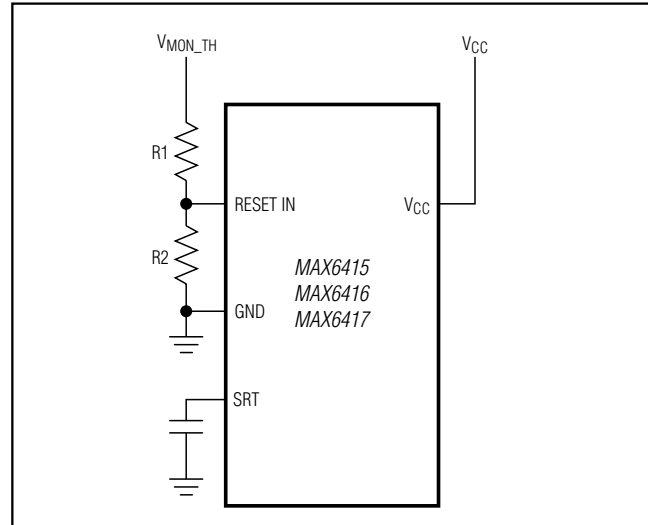 VMON_TH
VCC
R1
RESET IN
VCC
R2
MAX6415
MAX6416
MAX6417
GND
SRT